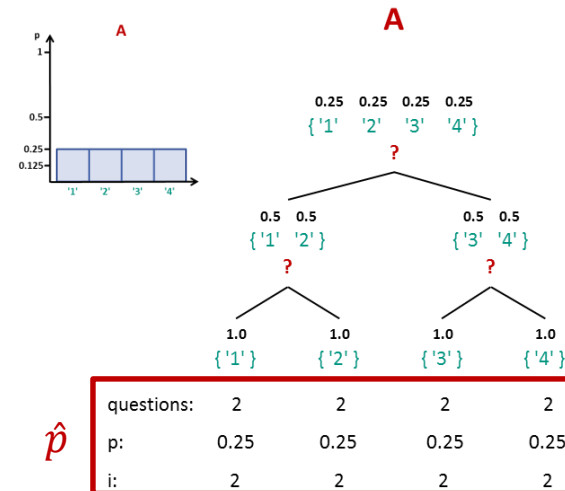 A
p
1
0.5
0.25
0.125
'1' '2' '3' '4'
A
0.25 0.25 0.25 0.25
{ '1' '2' '3' '4' }
?
0.5 0.5 0.5 0.5
{ '1' '2' } { '3' '4' }
? ?
1.0 1.0 1.0 1.0
{ '1' } { '2' } { '3' } { '4' }
p̂
questions: 2 2 2 2
p: 0.25 0.25 0.25 0.25
i: 2 2 2 2